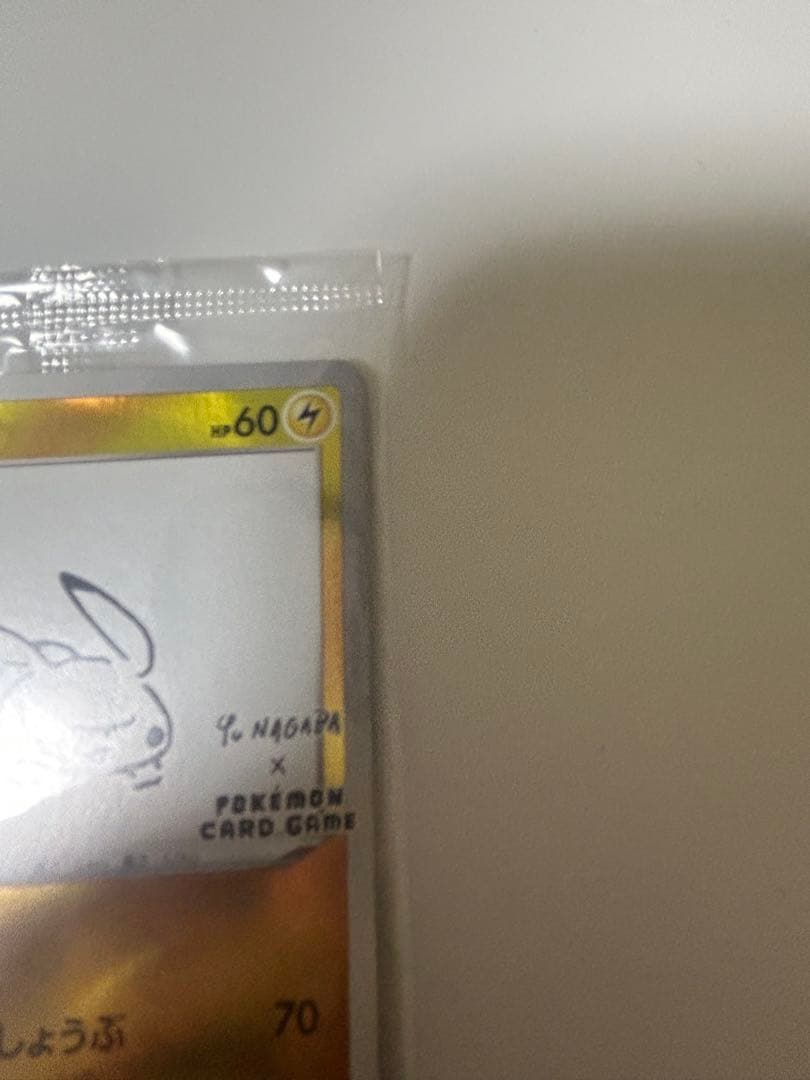 HP60
Yu NAGABA
×
POKÉMON
CARD GAME
しょうぶ 70